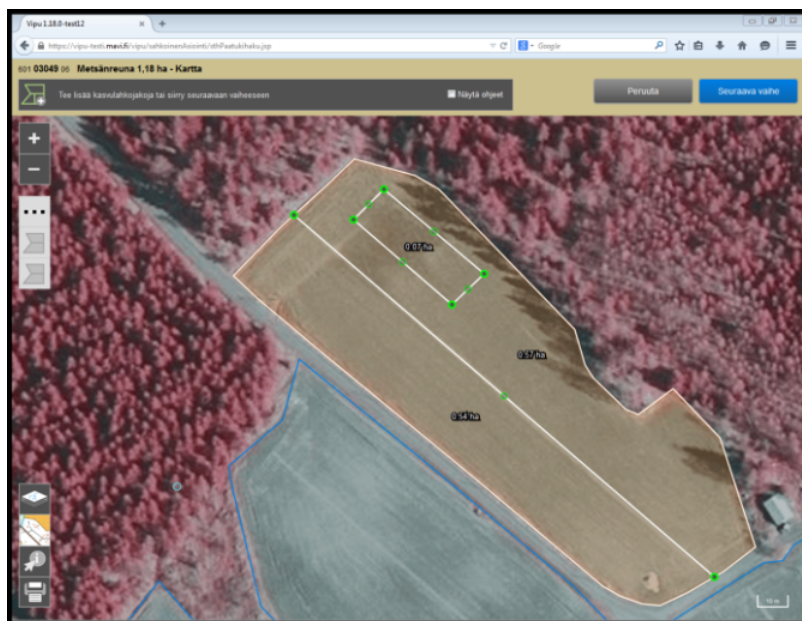 Vipu 1.18.0-test12
https://vipu-testi.mavi.fi/vipu/sahkoinenAsiointi/sthPaatukihaku.jsp
Google
601 03049 95 Metsänreuna 1,18 ha - Kartta
Tee lisää kasvulohkojakoja tai siirry seuraavaan vaiheeseen
Näytä ohjeet
Peruuta
Seuraava vaihe
0.07 ha
0.57 ha
0.54 ha
10 m